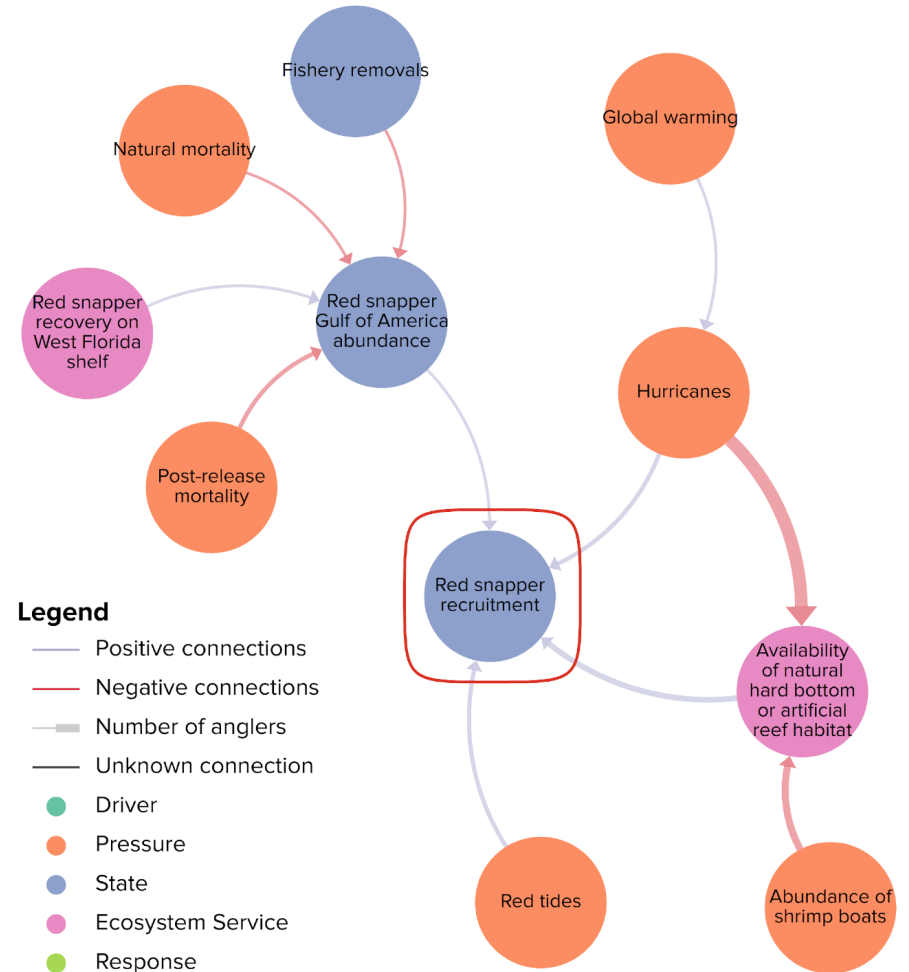 Fishery removals
Global warming
Natural mortality
Red snapper
recovery on
West Florida
shelf
Red snapper
Gulf of America
abundance
Hurricanes
Post-release
mortality
Red snapper
recruitment
Availability
of natural
hard bottom
or artificial
reef habitat
Red tides
Abundance of
shrimp boats
Legend
Positive connections
Negative connections
Number of anglers
Unknown connection
Driver
Pressure
State
Ecosystem Service
Response